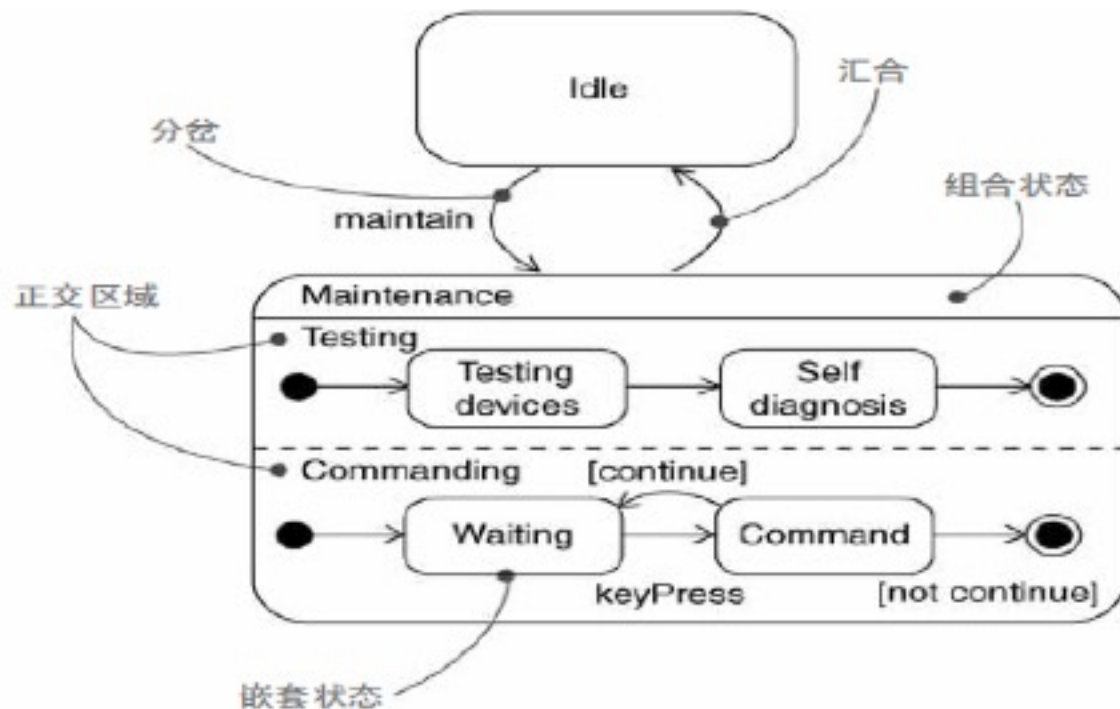 Idle
汇合
分岔
组合状态
maintain
正交区域
Maintenance
Testing
Testing
devices
Self
diagnosis
Commanding
[continue]
Waiting
Command
keyPress
[not continue]
嵌套状态